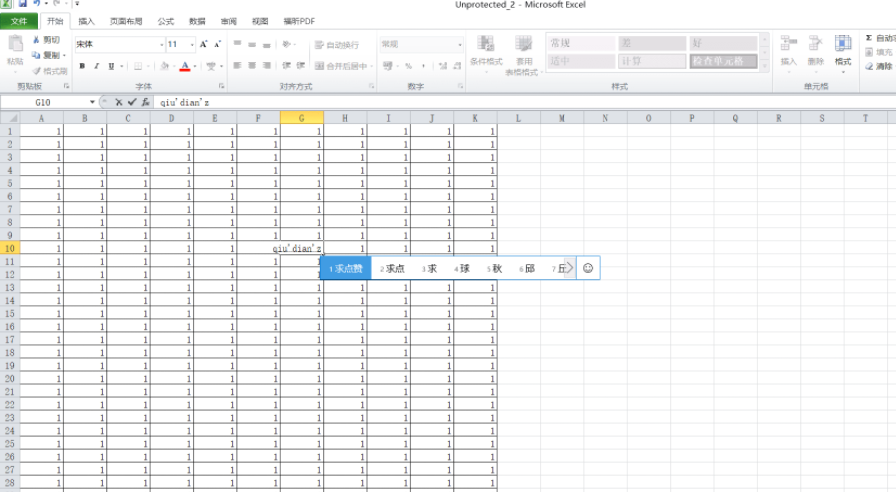 Unprotected_2 - Microsoft Excel
文件 开始 插入 页面布局 公式 数据 审阅 视图 福昕PDF
剪切 宋体 11 A A 自动换行 常规 常规 差 好 Σ 自动
粘贴 复制 条件格式 套用 插入 删除 格式 填充
格式刷 B I U A 合并后居中 % 表格格式 适中 计算 检查单元格 清除
剪贴板 字体 对齐方式 数字 样式 单元格
G10 fx qiu'dian'z
A B C D E F G H I J K L M N O P Q R S T
1 1 1 1 1 1 1 1 1 1 1 1
2 1 1 1 1 1 1 1 1 1 1 1
3 1 1 1 1 1 1 1 1 1 1 1
4 1 1 1 1 1 1 1 1 1 1 1
5 1 1 1 1 1 1 1 1 1 1 1
6 1 1 1 1 1 1 1 1 1 1 1
7 1 1 1 1 1 1 1 1 1 1 1
8 1 1 1 1 1 1 1 1 1 1 1
9 1 1 1 1 1 1 1 1 1 1 1
10 1 1 1 1 1 qiu'dian'z 1 1 1 1
11 1 1 1 1 1 1 1
1 求点赞 2 求点 3 求 4 球 5 秋 6 邱 7 丘
12 1 1 1 1 1 1
13 1 1 1 1 1 1 1 1 1 1 1
14 1 1 1 1 1 1 1 1 1 1 1
15 1 1 1 1 1 1 1 1 1 1 1
16 1 1 1 1 1 1 1 1 1 1 1
17 1 1 1 1 1 1 1 1 1 1 1
18 1 1 1 1 1 1 1 1 1 1 1
19 1 1 1 1 1 1 1 1 1 1 1
20 1 1 1 1 1 1 1 1 1 1 1
21 1 1 1 1 1 1 1 1 1 1 1
22 1 1 1 1 1 1 1 1 1 1 1
23 1 1 1 1 1 1 1 1 1 1 1
24 1 1 1 1 1 1 1 1 1 1 1
25 1 1 1 1 1 1 1 1 1 1 1
26 1 1 1 1 1 1 1 1 1 1 1
27 1 1 1 1 1 1 1 1 1 1 1
28 1 1 1 1 1 1 1 1 1 1 1